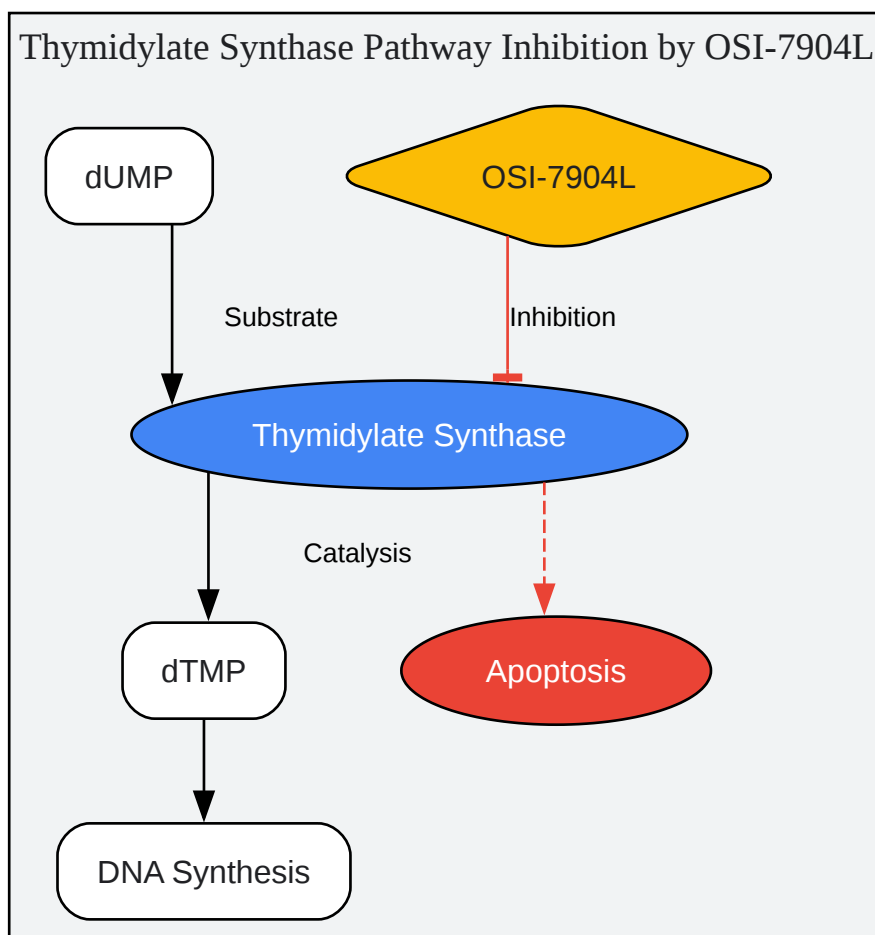 Thymidylate Synthase Pathway Inhibition by OSI-7904L
dUMP
OSI-7904L
Substrate
Inhibition
Thymidylate Synthase
Catalysis
dTMP
Apoptosis
DNA Synthesis